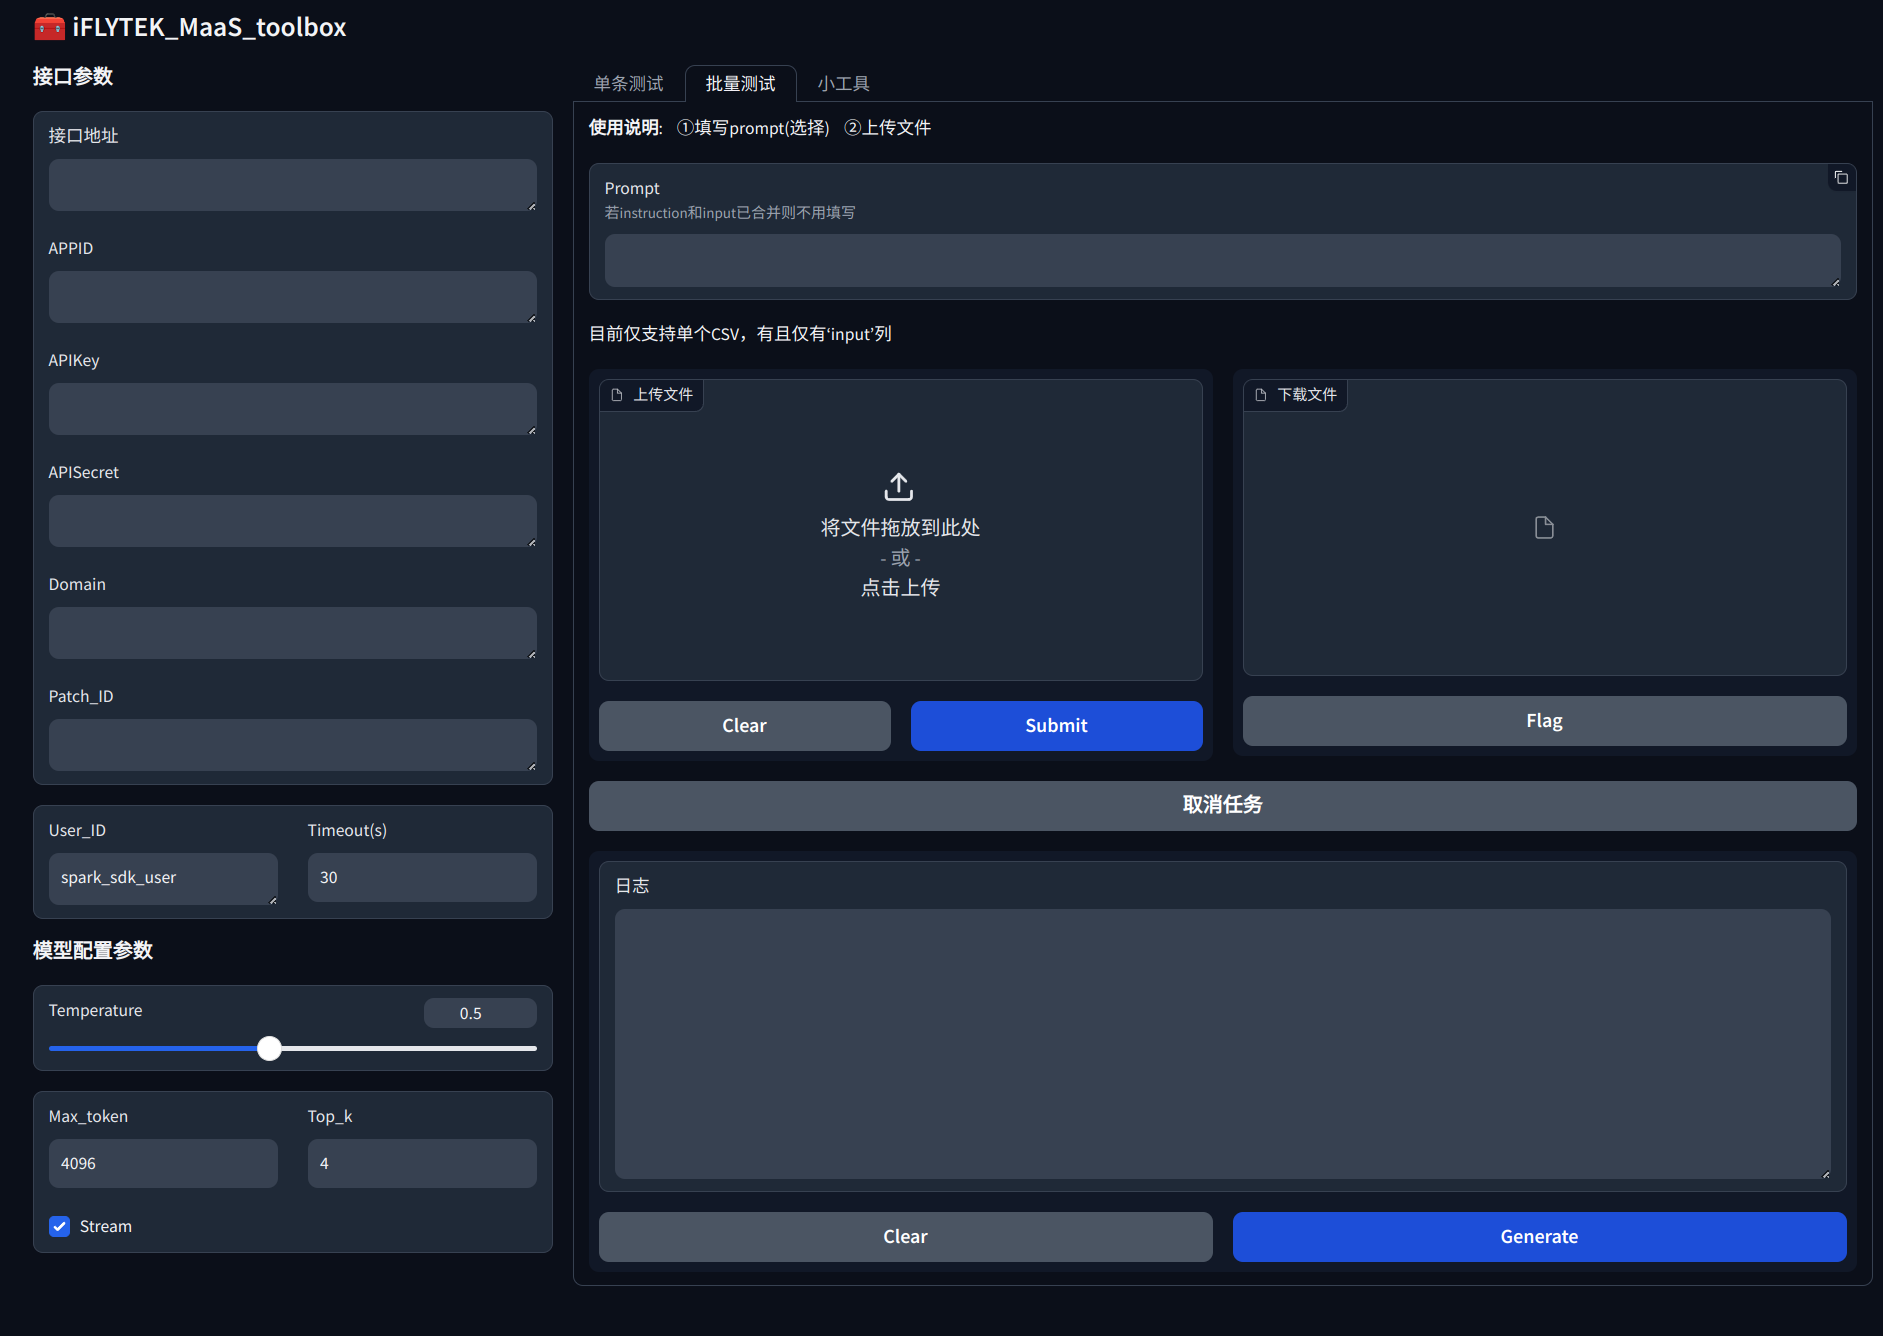 iFLYTEK_MaaS_toolbox
接口参数
接口地址
APPID
APIKey
APISecret
Domain
Patch_ID
User_ID
Timeout(s)
spark_sdk_user
30
模型配置参数
Temperature
0.5
Max_token
Top_k
4096
4
Stream
单条测试
批量测试
小工具
使用说明: ①填写prompt(选择) ②上传文件
Prompt
若instruction和input已合并则不用填写
目前仅支持单个CSV，有且仅有‘input’列
上传文件
将文件拖放到此处
- 或 -
点击上传
Clear
Submit
下载文件
Flag
取消任务
日志
Clear
Generate